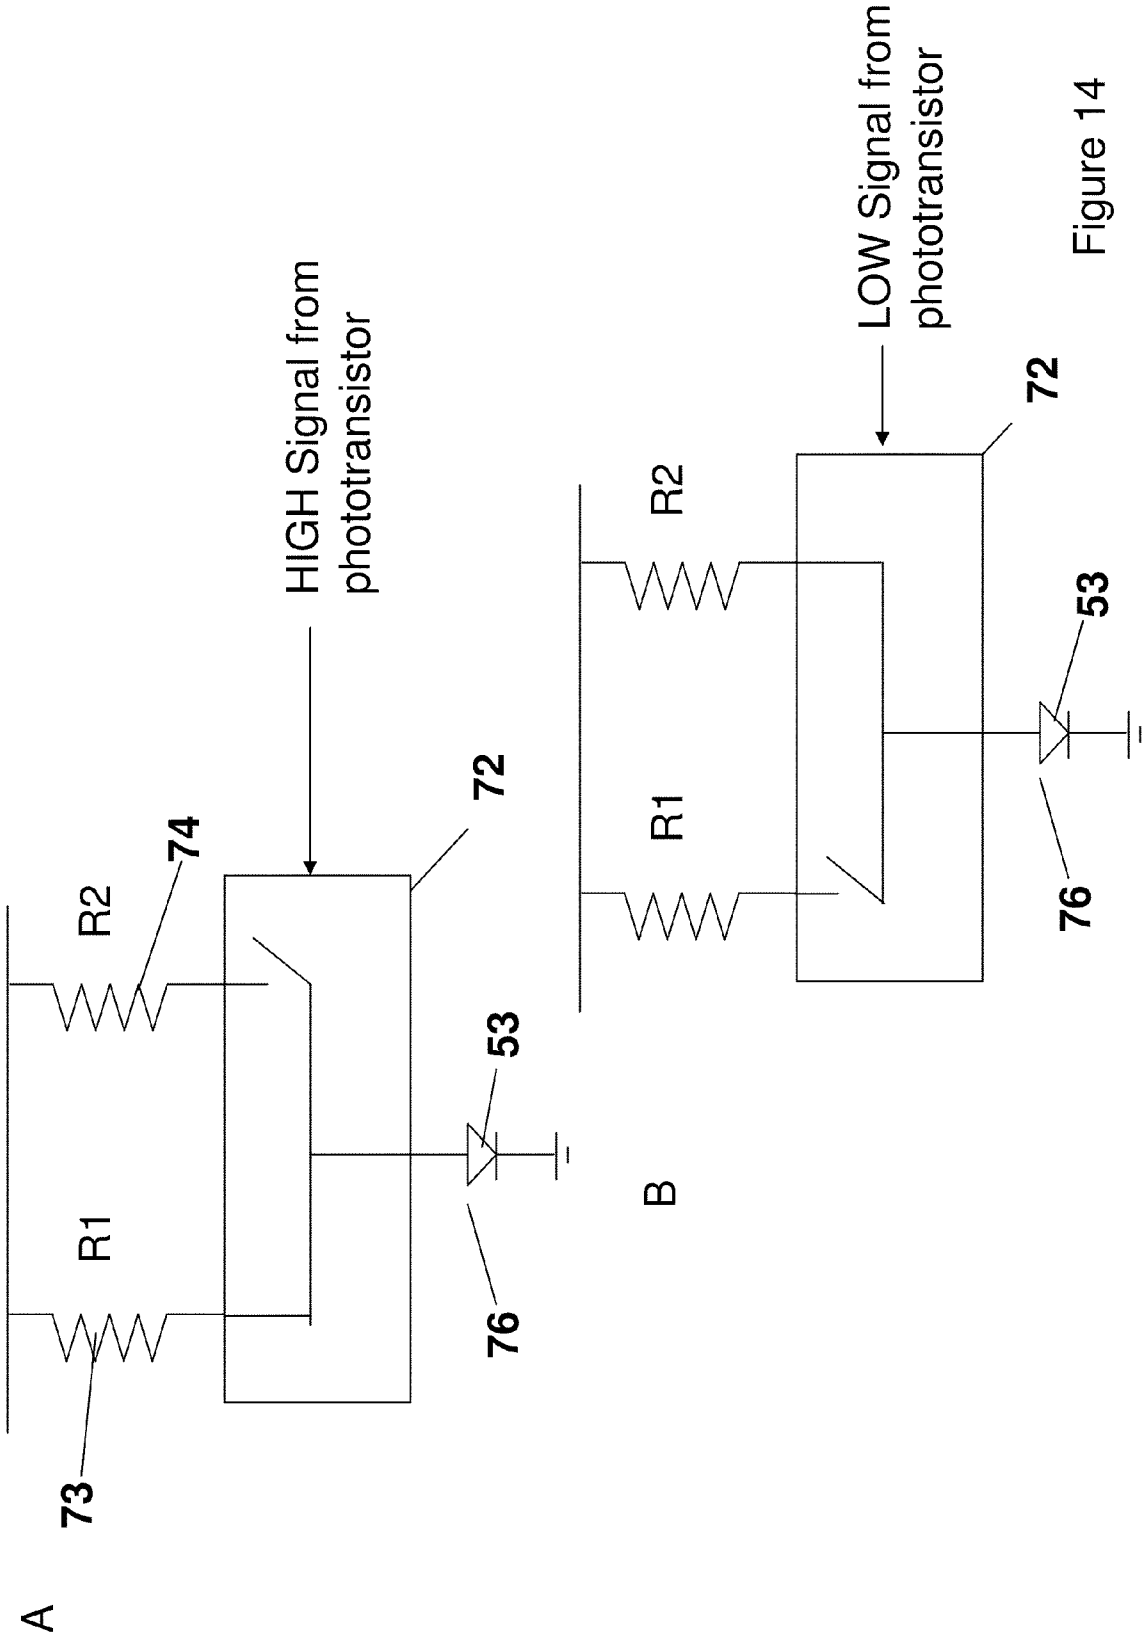 A
73
R1
R2
74
HIGH Signal from
phototransistor
72
53
76
B
R1
R2
LOW Signal from
phototransistor
72
53
76
Figure 14